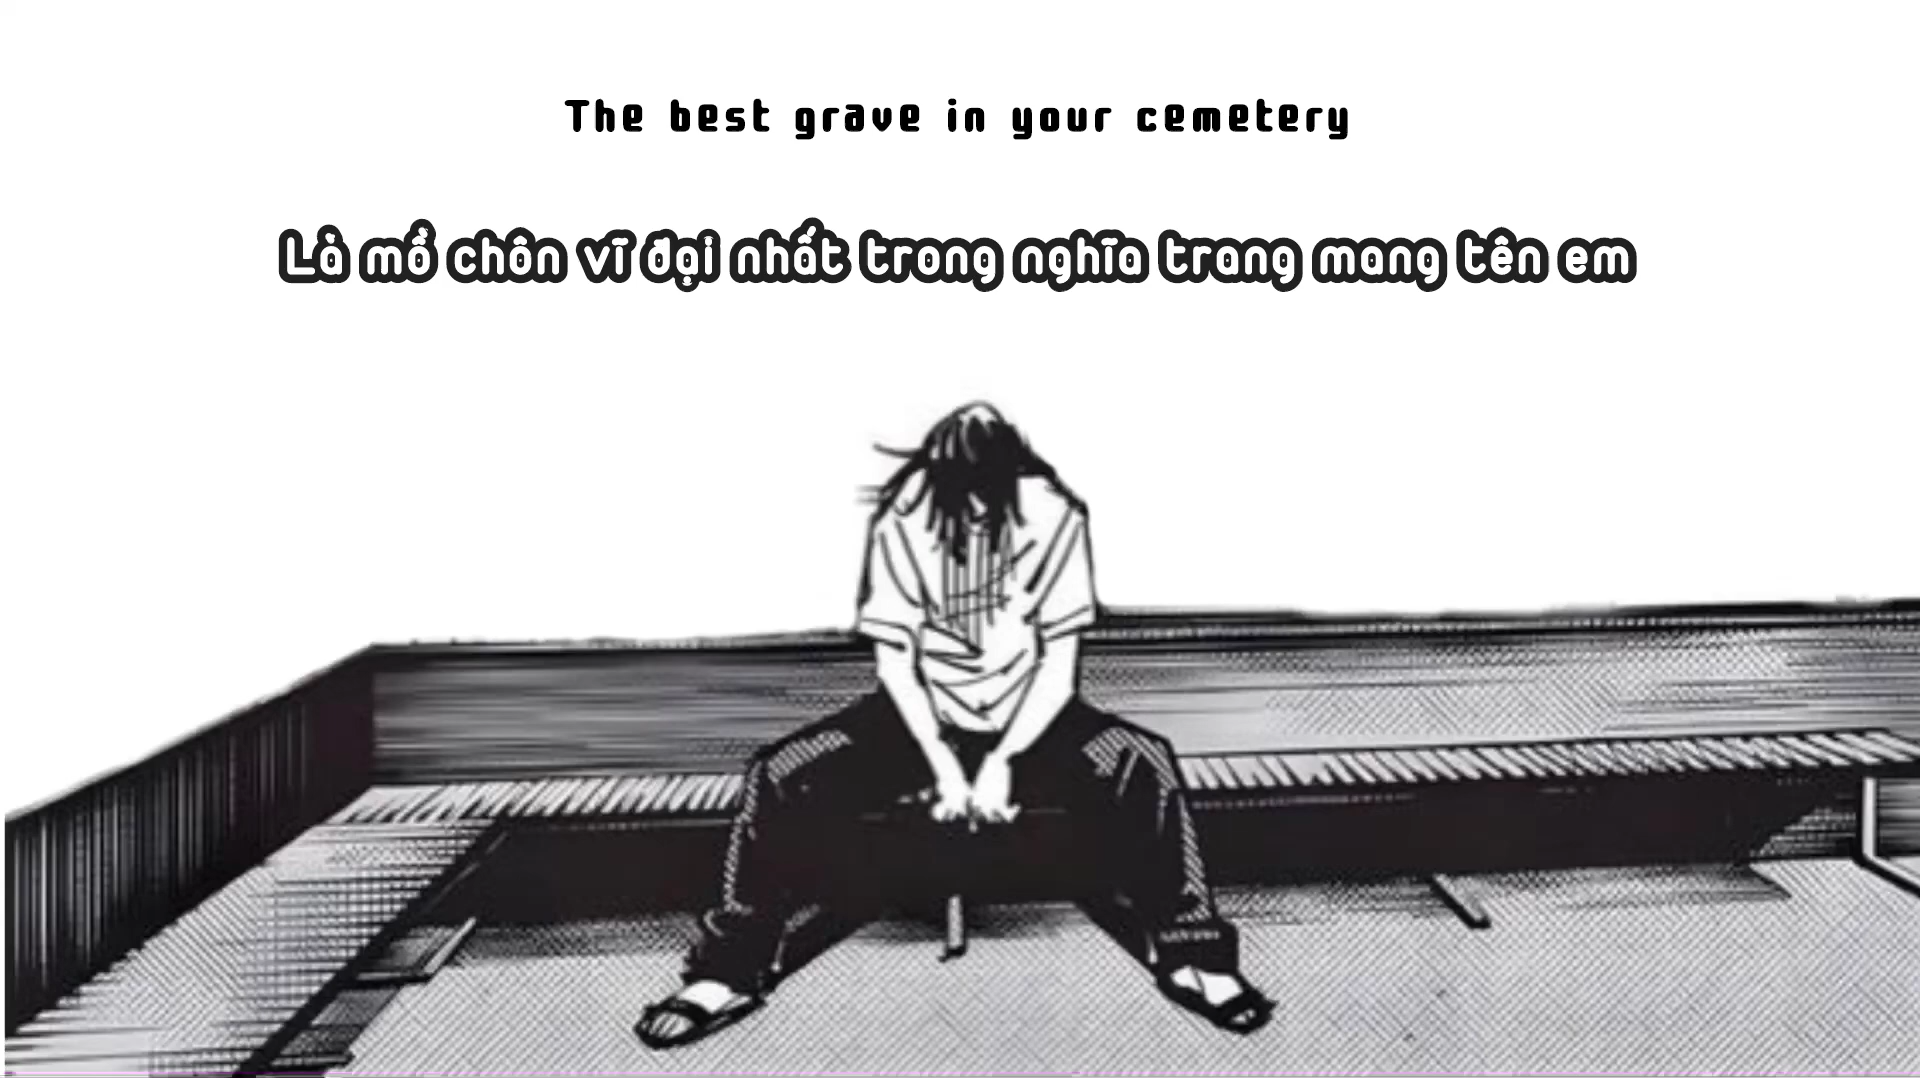 The best grave in your cemetery
Là mồ chôn vĩ đại nhất trong nghĩa trang mang tên em